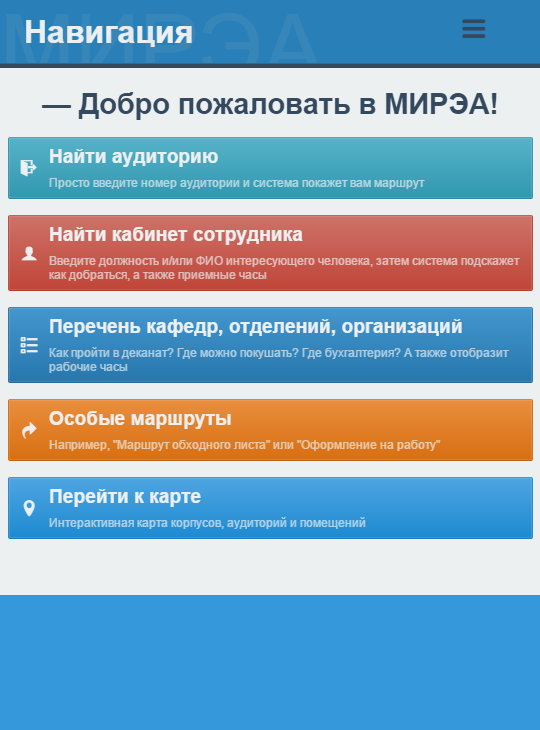 МИРЭА
Навигация
— Добро пожаловать в МИРЭА!
Найти аудиторию
Просто введите номер аудитории и система покажет вам маршрут
Найти кабинет сотрудника
Введите должность и/или ФИО интересующего человека, затем система подскажет
как добраться, а также приемные часы
Перечень кафедр, отделений, организаций
Как пройти в деканат? Где можно покушать? Где бухгалтерия? А также отобразит
рабочие часы
Особые маршруты
Например, "Маршрут обходного листа" или "Оформление на работу"
Перейти к карте
Интерактивная карта корпусов, аудиторий и помещений